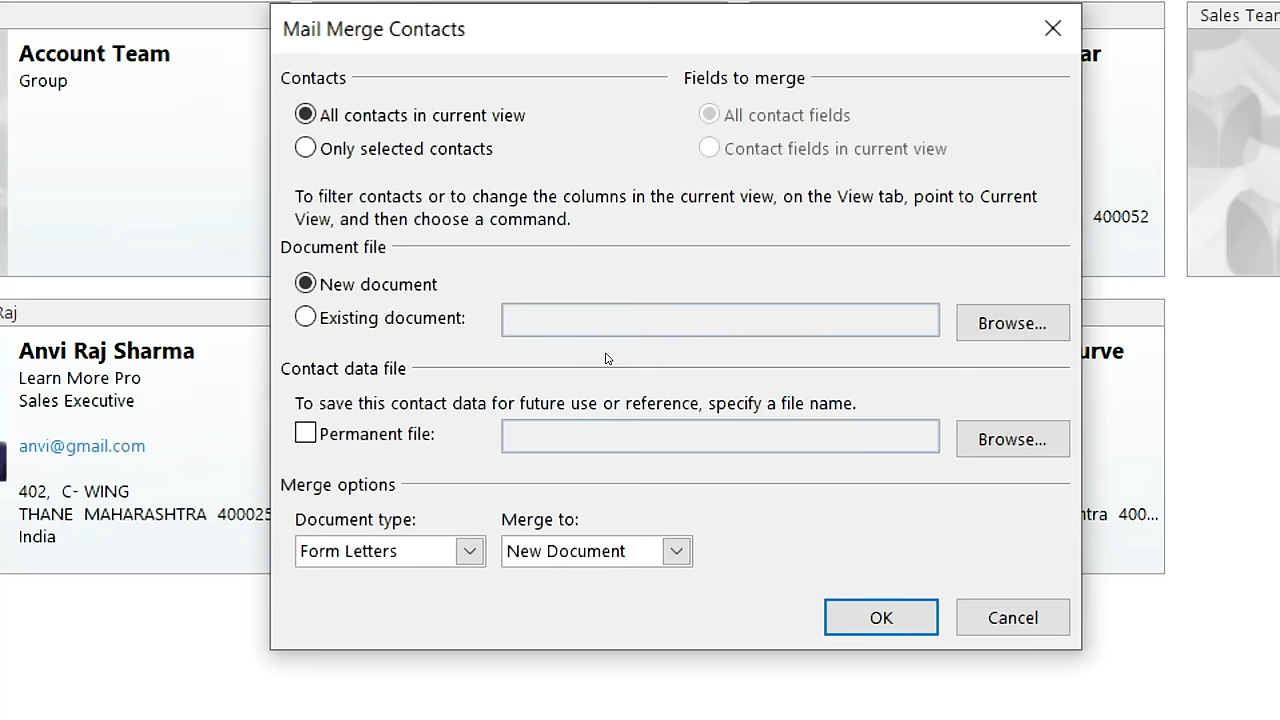 Sales Tear
Account Team
Group
ar
400052
Raj
Anvi Raj Sharma
Learn More Pro
Sales Executive
anvi@gmail.com
402, C- WING
THANE MAHARASHTRA 400025
India
urve
htra 400...
Mail Merge Contacts
Contacts
All contacts in current view
Only selected contacts
Fields to merge
All contact fields
Contact fields in current view
To filter contacts or to change the columns in the current view, on the View tab, point to Current
View, and then choose a command.
Document file
New document
Existing document:
Browse...
Contact data file
To save this contact data for future use or reference, specify a file name.
Permanent file:
Browse...
Merge options
Document type:
Merge to:
Form Letters
New Document
OK
Cancel